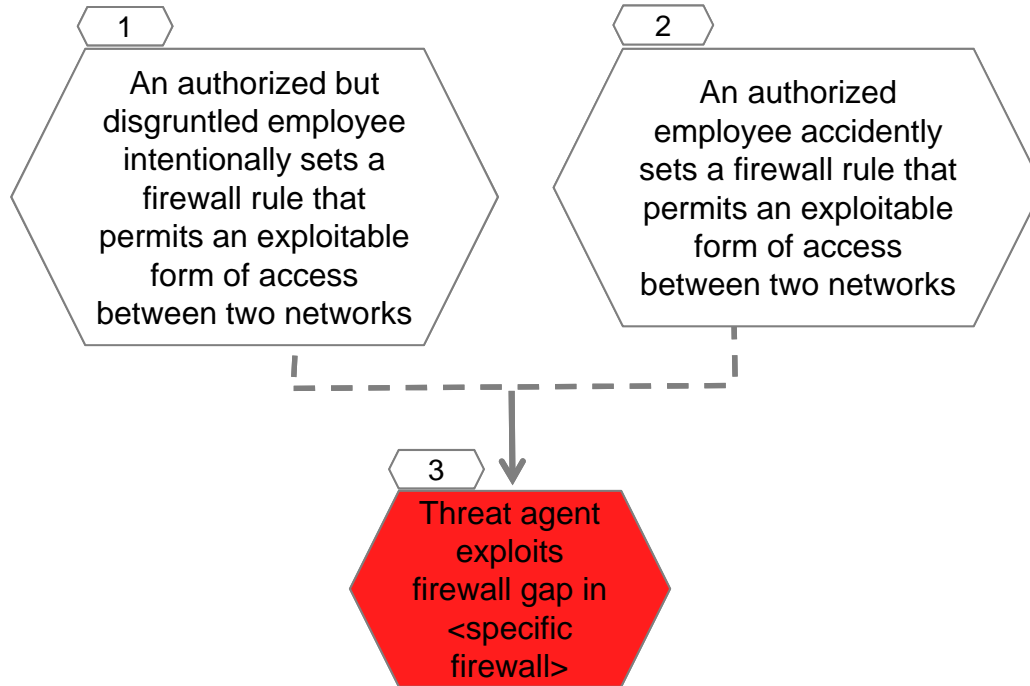 1
An authorized but
disgruntled employee
intentionally sets a
firewall rule that
permits an exploitable
form of access
between two networks
2
An authorized
employee accidently
sets a firewall rule that
permits an exploitable
form of access
between two networks
3
Threat agent
exploits
firewall gap in
<specific
firewall>